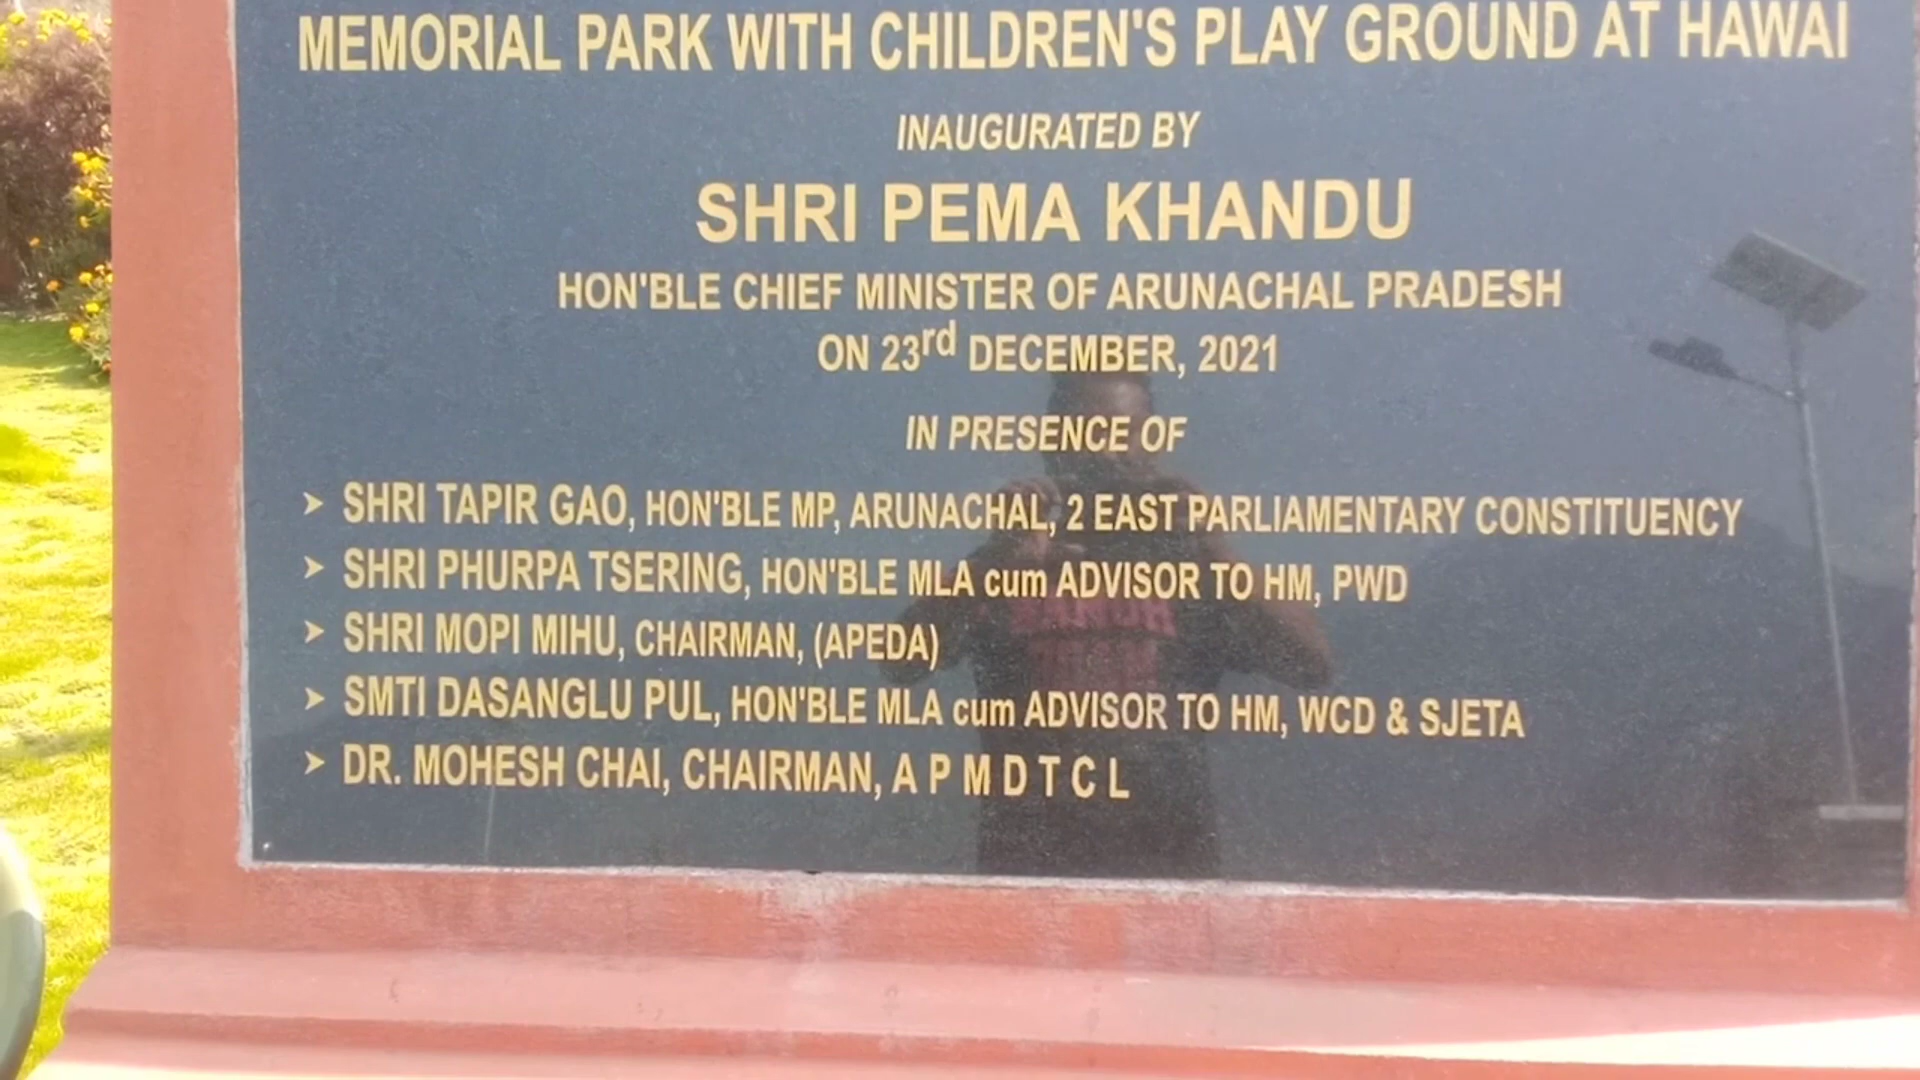 MEMORIAL PARK WITH CHILDREN'S PLAY GROUND AT HAWAI
INAUGURATED BY
SHRI PEMA KHANDU
HON'BLE CHIEF MINISTER OF ARUNACHAL PRADESH
ON 23rd DECEMBER, 2021
IN PRESENCE OF
➤ SHRI TAPIR GAO, HON'BLE MP, ARUNACHAL, 2 EAST PARLIAMENTARY CONSTITUENCY
➤ SHRI PHURPA TSERING, HON'BLE MLA cum ADVISOR TO HM, PWD
➤ SHRI MOPI MIHU, CHAIRMAN, (APEDA)
➤ SMTI DASANGLU PUL, HON'BLE MLA cum ADVISOR TO HM, WCD & SJETA
➤ DR. MOHESH CHAI, CHAIRMAN, A P M D T C L